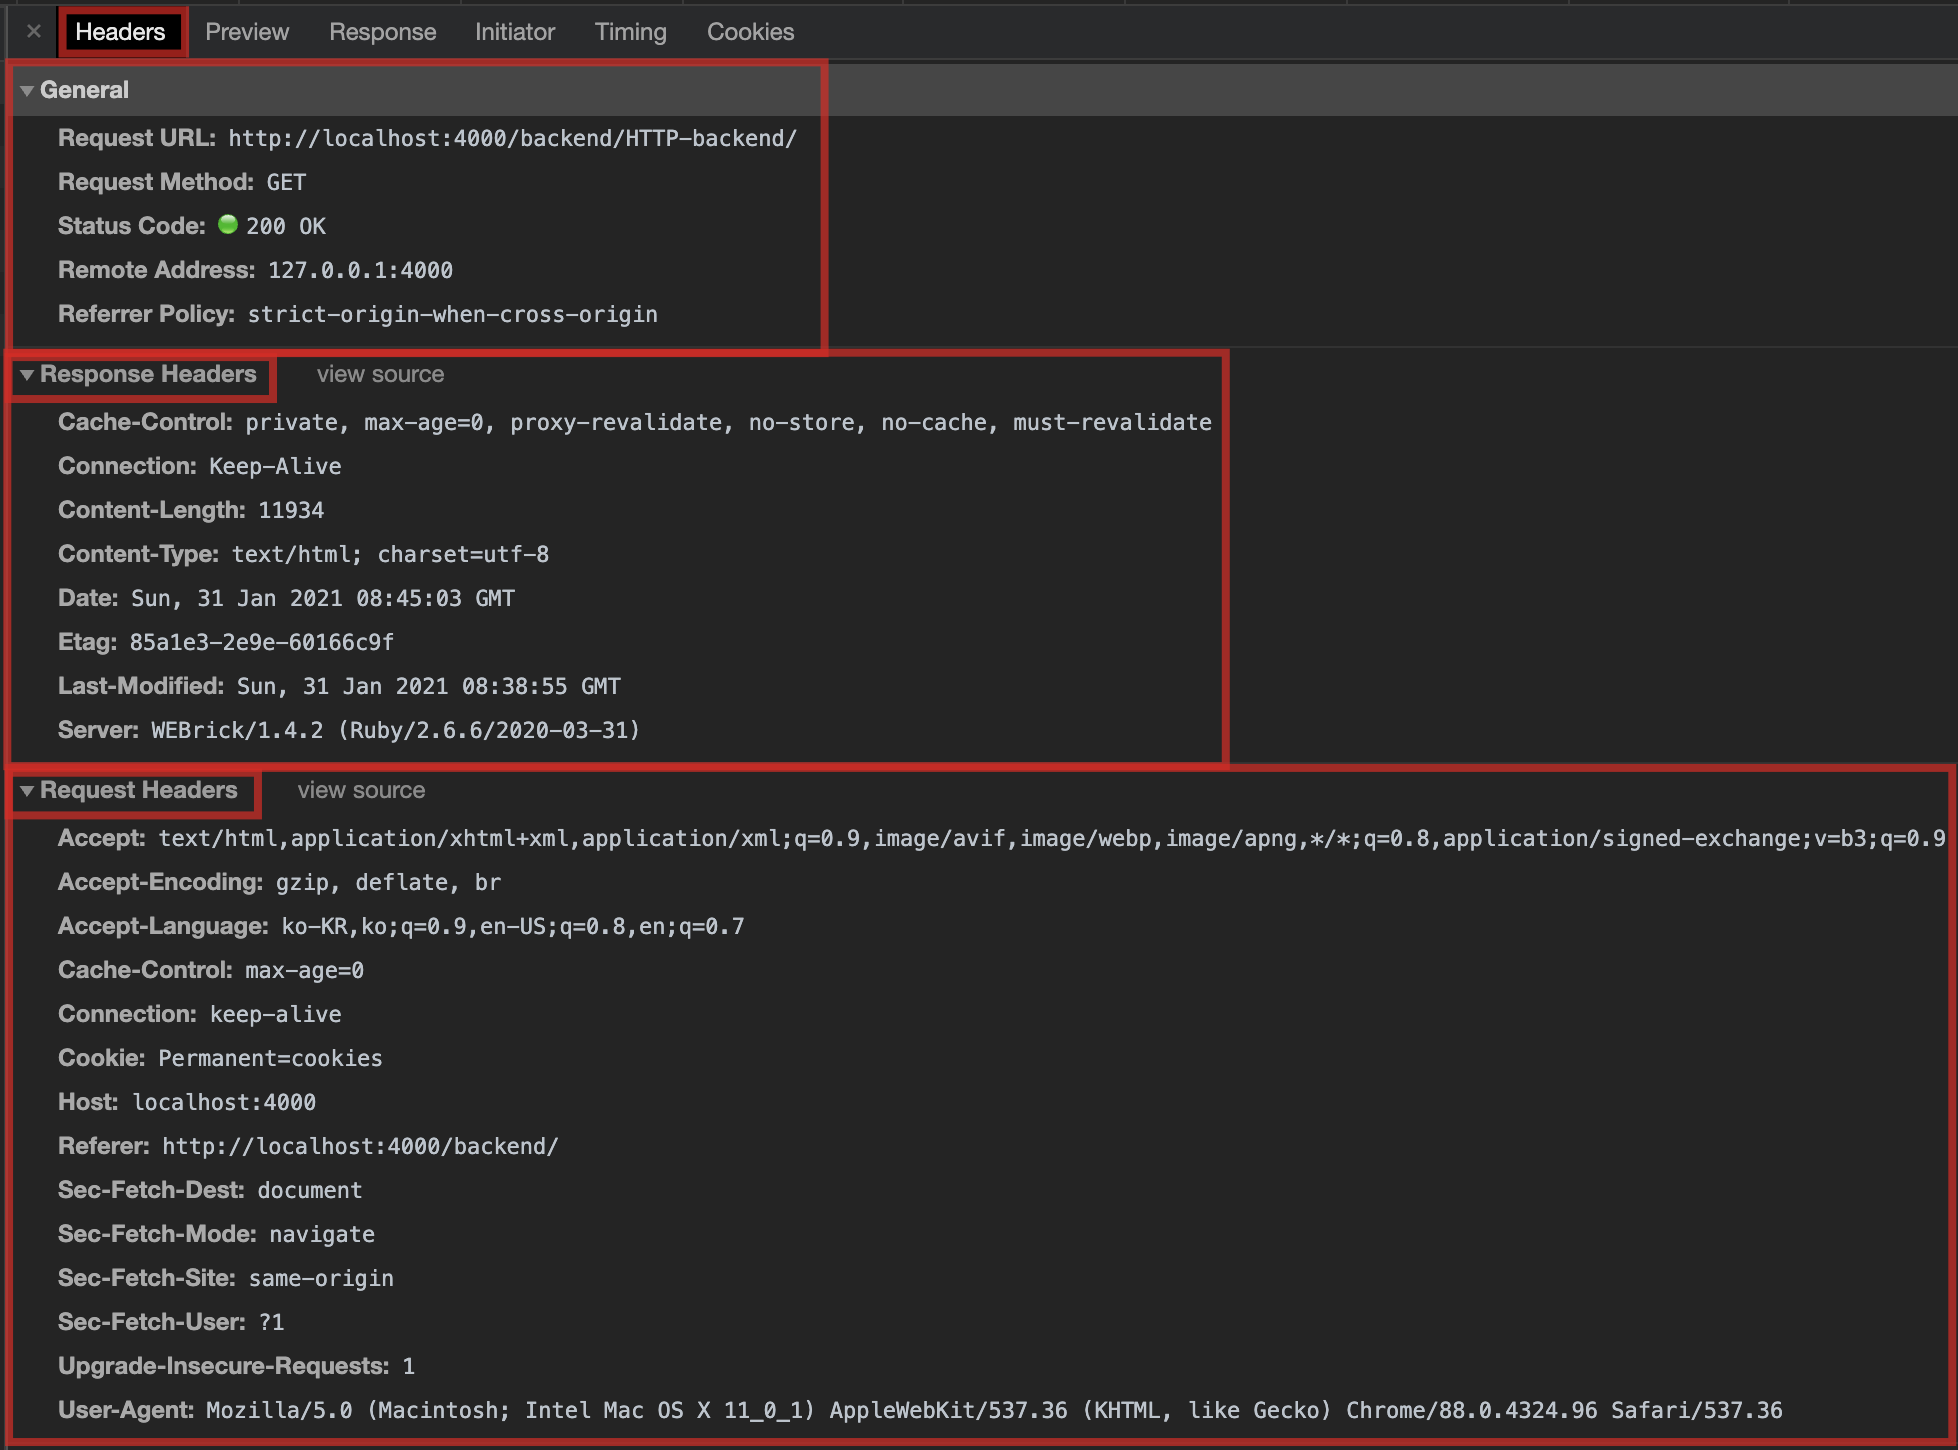 × Headers Preview Response Initiator Timing Cookies
▼ General
Request URL: http://localhost:4000/backend/HTTP-backend/
Request Method: GET
Status Code: 200 OK
Remote Address: 127.0.0.1:4000
Referrer Policy: strict-origin-when-cross-origin
▼ Response Headers view source
Cache-Control: private, max-age=0, proxy-revalidate, no-store, no-cache, must-revalidate
Connection: Keep-Alive
Content-Length: 11934
Content-Type: text/html; charset=utf-8
Date: Sun, 31 Jan 2021 08:45:03 GMT
Etag: 85a1e3-2e9e-60166c9f
Last-Modified: Sun, 31 Jan 2021 08:38:55 GMT
Server: WEBrick/1.4.2 (Ruby/2.6.6/2020-03-31)
▼ Request Headers view source
Accept: text/html,application/xhtml+xml,application/xml;q=0.9,image/avif,image/webp,image/apng,*/*;q=0.8,application/signed-exchange;v=b3;q=0.9
Accept-Encoding: gzip, deflate, br
Accept-Language: ko-KR,ko;q=0.9,en-US;q=0.8,en;q=0.7
Cache-Control: max-age=0
Connection: keep-alive
Cookie: Permanent=cookies
Host: localhost:4000
Referer: http://localhost:4000/backend/
Sec-Fetch-Dest: document
Sec-Fetch-Mode: navigate
Sec-Fetch-Site: same-origin
Sec-Fetch-User: ?1
Upgrade-Insecure-Requests: 1
User-Agent: Mozilla/5.0 (Macintosh; Intel Mac OS X 11_0_1) AppleWebKit/537.36 (KHTML, like Gecko) Chrome/88.0.4324.96 Safari/537.36